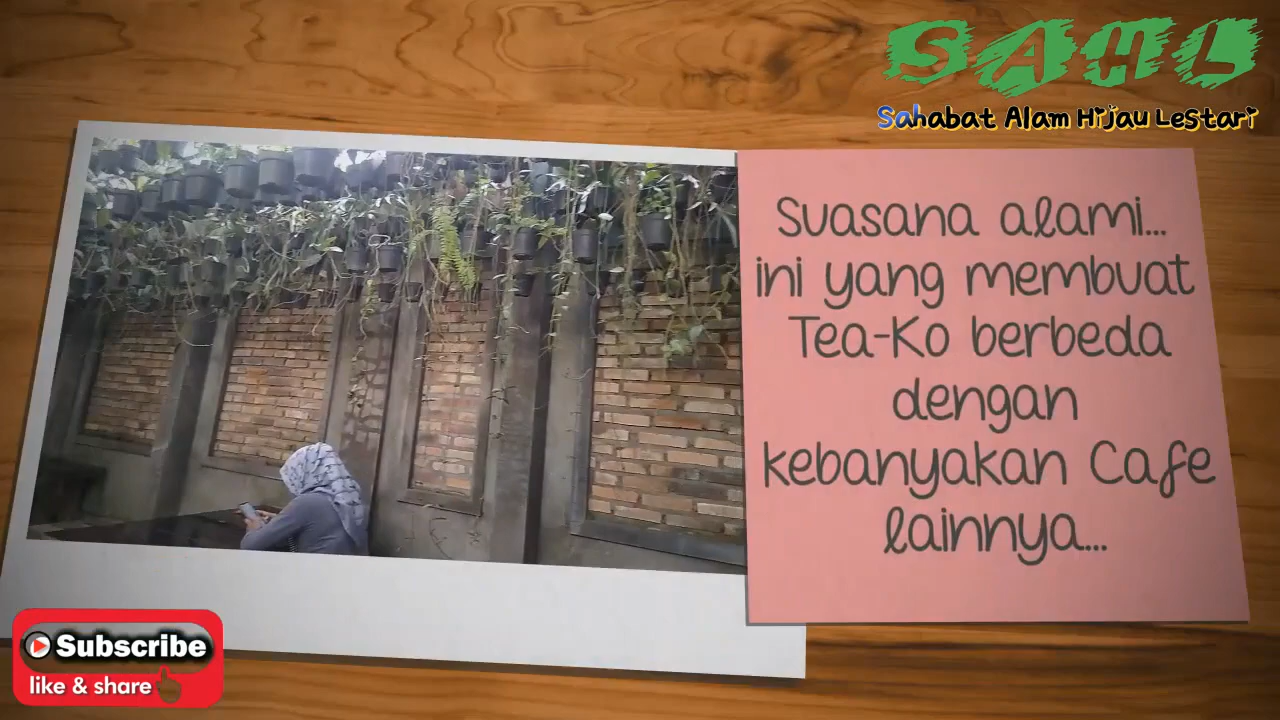 SAHL
Sahabat Alam Hijau Lestari
Suasana alami...
ini yang membuat
Tea-Ko berbeda
dengan
kebanyakan Cafe
lainnya...
Subscribe
like & share